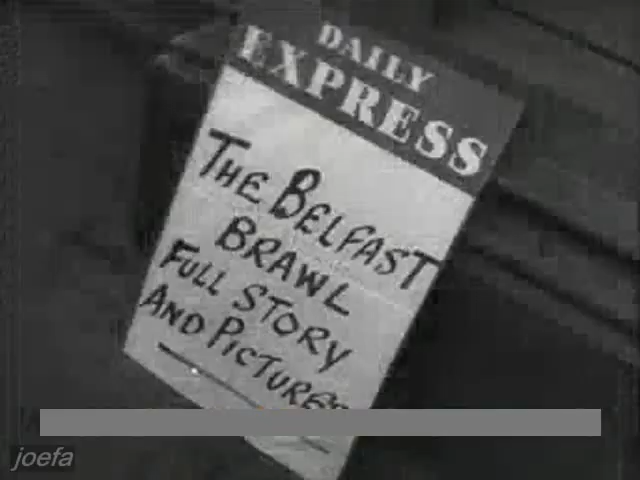 DAILY
EXPRESS
THE BELFAST
BRAWL
FULL STORY
AND PICTURES
joefa